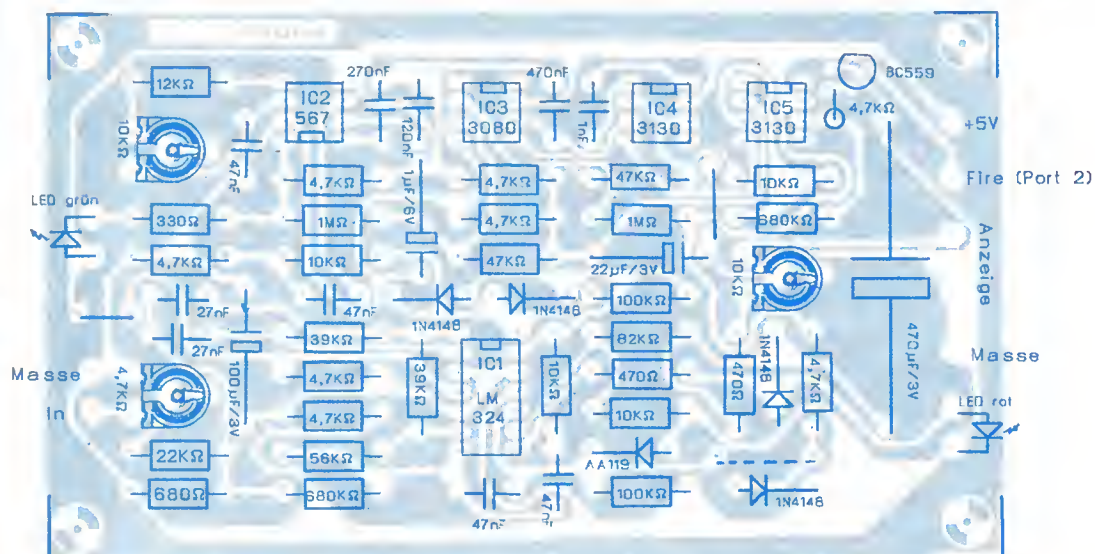 12KΩ
270nF
470nF
BC559
IC2
567
IC3
3080
IC4
3130
IC5
3130
4,7KΩ
+5V
10KΩ
47nF
120nF
1µF/6V
1nF
4,7KΩ
4,7KΩ
47KΩ
10KΩ
Fire (Port 2)
LED grün
330Ω
1MΩ
4,7KΩ
1MΩ
680KΩ
4,7KΩ
10KΩ
47KΩ
22µF/3V
10KΩ
Anzeige
27nF
47nF
1N4148
1N4148
100KΩ
27nF
39KΩ
IC1
82KΩ
1N4148
470µF/3V
Masse
Masse
4,7KΩ
100µF/3V
4,7KΩ
39KΩ
LM
324
10KΩ
470Ω
470Ω
4,7KΩ
In
4,7KΩ
10KΩ
LED rot
22KΩ
56KΩ
AA119
680Ω
680KΩ
47nF
47nF
100KΩ
1N4148